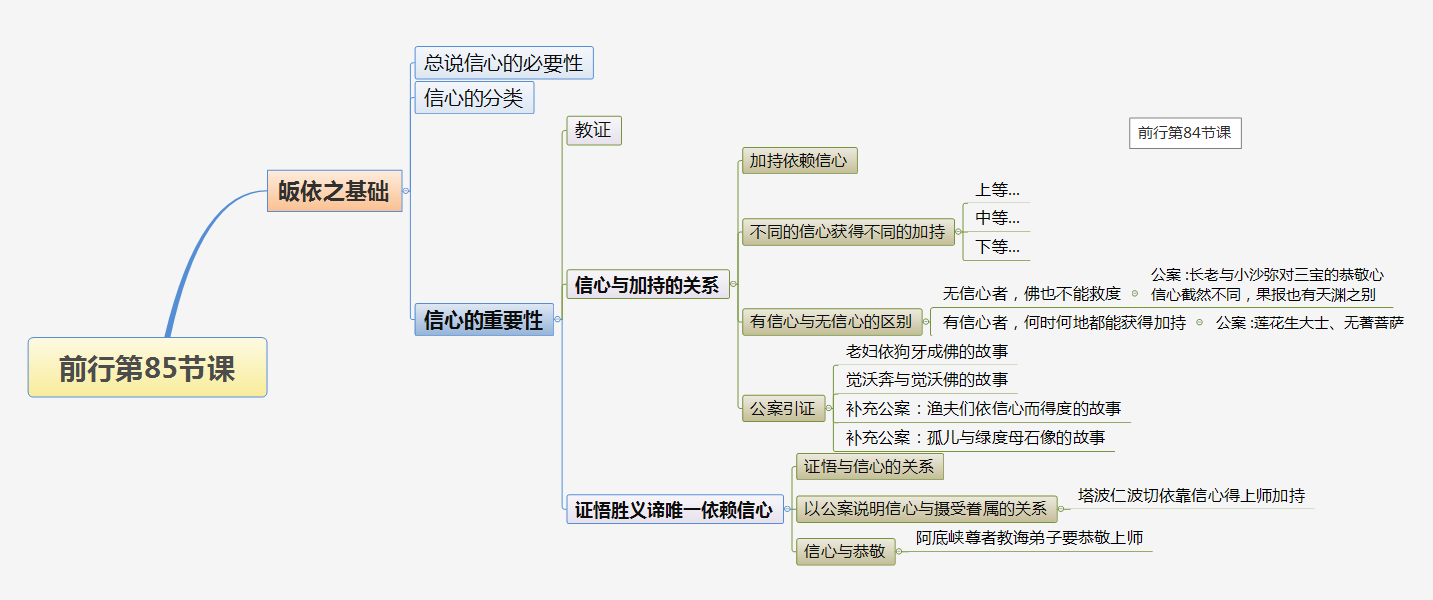 总说信心的必要性
信心的分类
教证
前行第84节课
加持依赖信心
皈依之基础
上等...
中等...
不同的信心获得不同的加持
下等...
信心与加持的关系
公案 :长老与小沙弥对三宝的恭敬心
无信心者，佛也不能救度
信心截然不同，果报也有天渊之别
信心的重要性
有信心与无信心的区别
有信心者，何时何地都能获得加持
公案 :莲花生大士、无著菩萨
老妇依狗牙成佛的故事
前行第85节课
觉沃奔与觉沃佛的故事
公案引证
补充公案：渔夫们依信心而得度的故事
补充公案：孤儿与绿度母石像的故事
证悟与信心的关系
塔波仁波切依靠信心得上师加持
证悟胜义谛唯一依赖信心
以公案说明信心与摄受眷属的关系
阿底峡尊者教诲弟子要恭敬上师
信心与恭敬